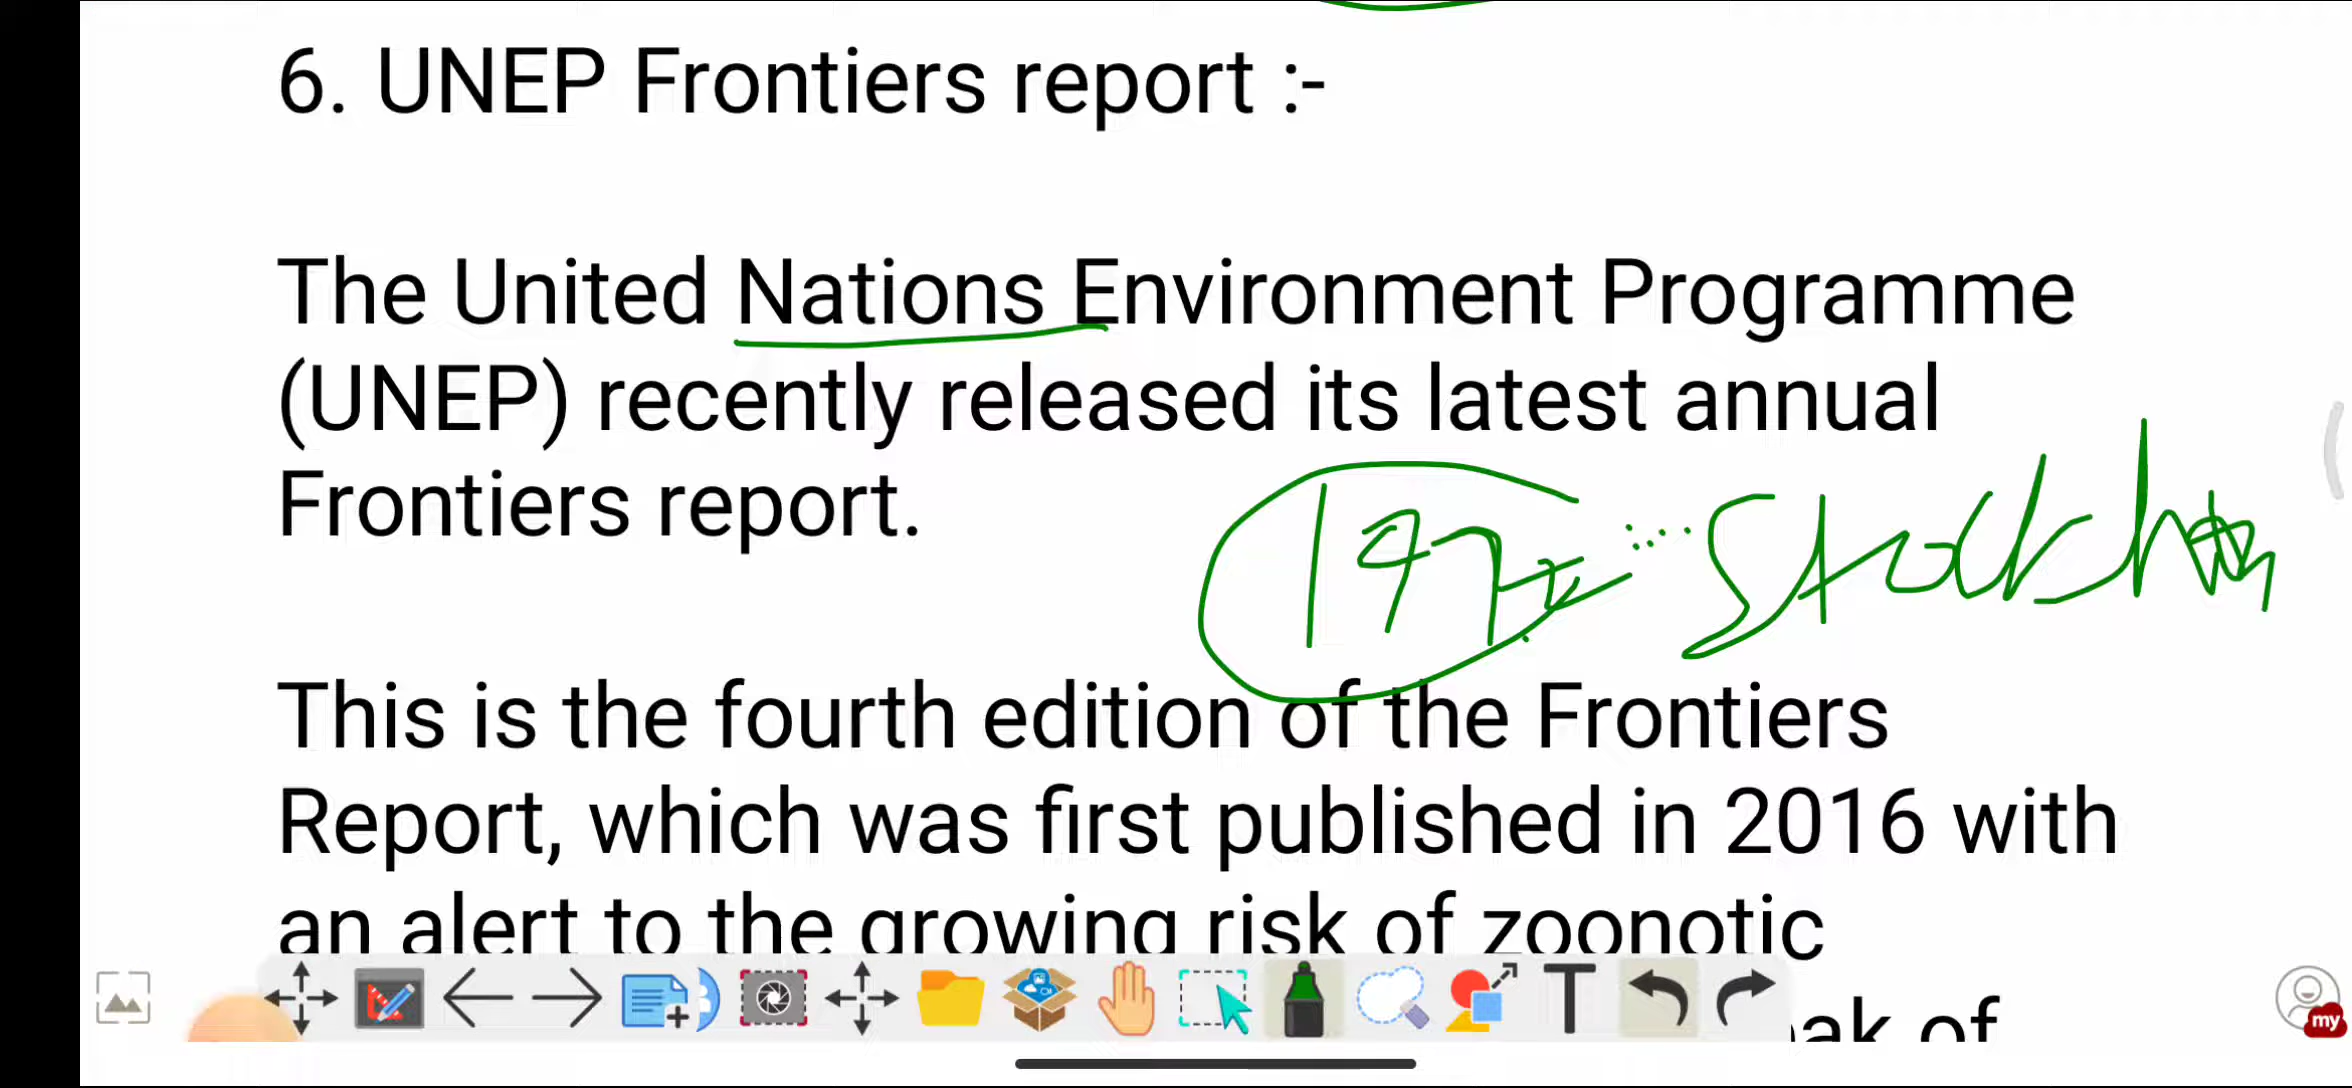 6. UNEP Frontiers report :-
The United Nations Environment Programme
(UNEP) recently released its latest annual
Frontiers report.
1972
This is the fourth edition of the Frontiers
Report, which was first published in 2016 with
an alert to the growing risk of zoonotic
of
T
my